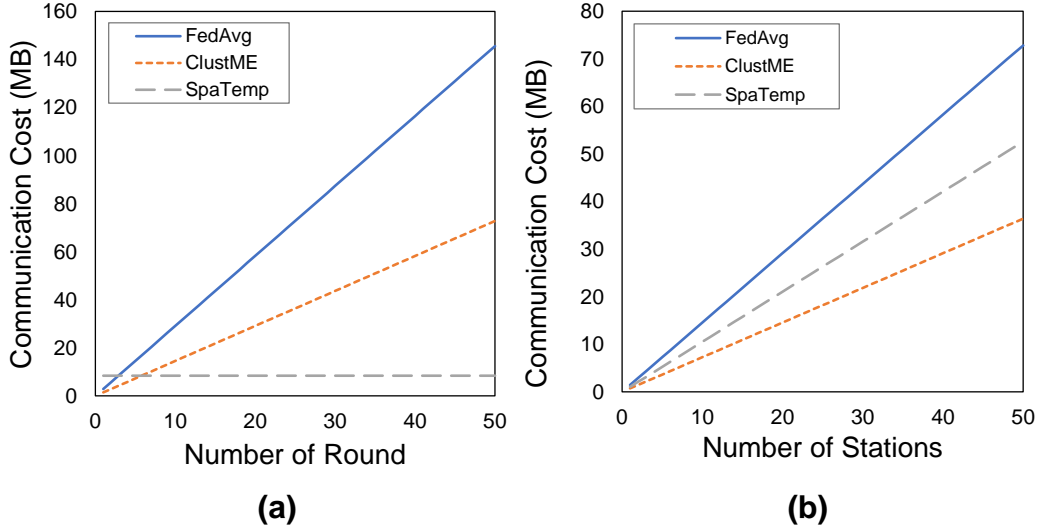 160
140
120
100
80
60
40
20
0
Communication Cost (MB)
FedAvg
ClustME
SpaTemp
0 10 20 30 40 50
Number of Round
(a)
80
70
60
50
40
30
20
10
0
Communication Cost (MB)
FedAvg
ClustME
SpaTemp
0 10 20 30 40 50
Number of Stations
(b)